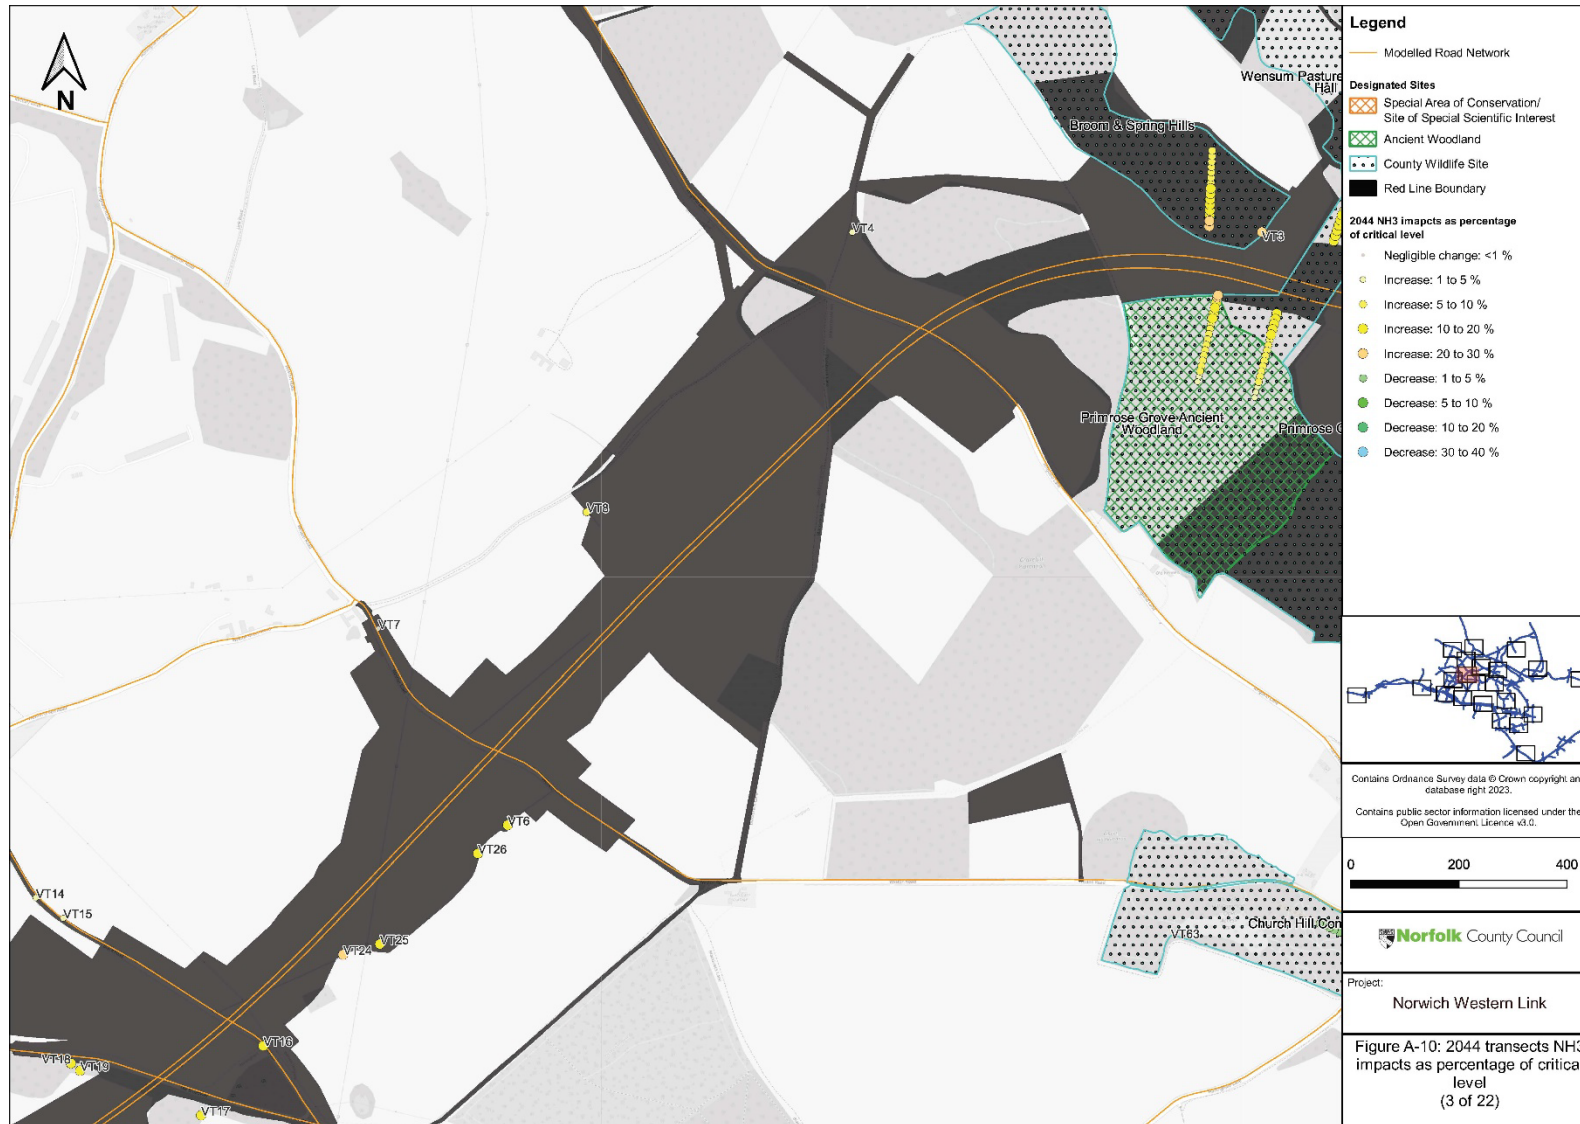 N
Wensum Pasture
Hall
Broom & Spring Hills
VT4
VT3
Primrose Grove Ancient
Woodland
Primrose G
VT8
VT7
VT6
VT26
VT14
VT15
VT25
VT24
VT16
VT18
VT19
VT17
Church Hill Con
VT63
Legend
Modelled Road Network
Designated Sites
Special Area of Conservation/
Site of Special Scientific Interest
Ancient Woodland
County Wildlife Site
Red Line Boundary
2044 NH3 imapcts as percentage
of critical level
Negligible change: <1 %
Increase: 1 to 5 %
Increase: 5 to 10 %
Increase: 10 to 20 %
Increase: 20 to 30 %
Decrease: 1 to 5 %
Decrease: 5 to 10 %
Decrease: 10 to 20 %
Decrease: 30 to 40 %
Contains Ordnance Survey data © Crown copyright an
database right 2023.
Contains public sector information licensed under the
Open Government Licence v3.0.
0 200 400
Norfolk County Council
Project:
Norwich Western Link
Figure A-10: 2044 transects NH3
impacts as percentage of critica
level
(3 of 22)